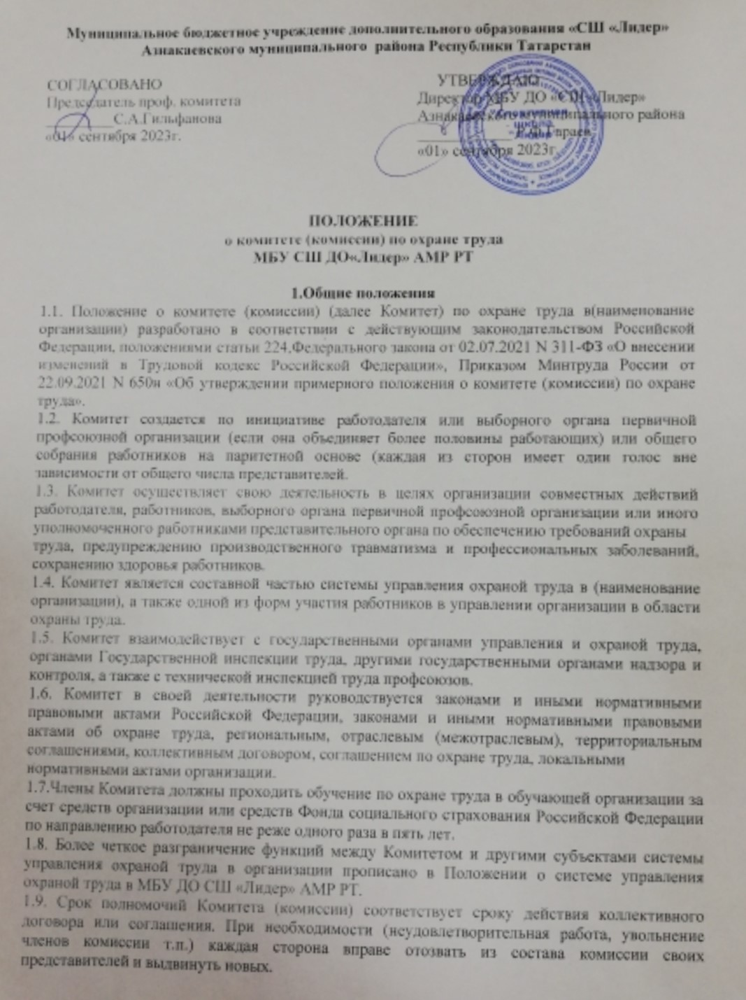 Муниципальное бюджетное учреждение дополнительного образования «СШ «Лидер»
Азнакаевского муниципального района Республики Татарстан
СОГЛАСОВАНО
Председатель проф. комитета
С.А.Гильфанова
«01» сентября 2023г.
УТВЕРЖДАЮ
Директор МБУ ДО «СШ «Лидер»
Азнакаевского муниципального района
Гараев
«01» сентября 2023г.
ПОЛОЖЕНИЕ
о комитете (комиссии) по охране труда
МБУ СШ ДО«Лидер» АМР РТ
1.Общие положения
1.1. Положение о комитете (комиссии) (далее Комитет) по охране труда в(наименование
организации) разработано в соответствии с действующим законодательством Российской
Федерации, положениями статьи 224,Федерального закона от 02.07.2021 N 311-ФЗ «О внесении
изменений в Трудовой кодекс Российской Федерации», Приказом Минтруда России от
22.09.2021 N 650н «Об утверждении примерного положения о комитете (комиссии) по охране
труда».
1.2. Комитет создается по инициативе работодателя или выборного органа первичной
профсоюзной организации (если она объединяет более половины работающих) или общего
собрания работников на паритетной основе (каждая из сторон имеет один голос вне
зависимости от общего числа представителей.
1.3. Комитет осуществляет свою деятельность в целях организации совместных действий
работодателя, работников, выборного органа первичной профсоюзной организации или иного
уполномоченного работниками представительного органа по обеспечению требований охраны
труда, предупреждению производственного травматизма и профессиональных заболеваний,
сохранению здоровья работников.
1.4. Комитет является составной частью системы управления охраной труда в (наименование
организации), а также одной из форм участия работников в управлении организации в области
охраны труда.
1.5. Комитет взаимодействует с государственными органами управления и охраной труда,
органами Государственной инспекции труда, другими государственными органами надзора и
контроля, а также с технической инспекцией труда профсоюзов.
1.6. Комитет в своей деятельности руководствуется законами и иными нормативными
правовыми актами Российской Федерации, законами и иными нормативными правовыми
актами об охране труда, региональным, отраслевым (межотраслевым), территориальным
соглашениями, коллективным договором, соглашением по охране труда, локальными
нормативными актами организации.
1.7.Члены Комитета должны проходить обучение по охране труда в обучающей организации за
счет средств организации или средств Фонда социального страхования Российской Федерации
по направлению работодателя не реже одного раза в пять лет.
1.8. Более четкое разграничение функций между Комитетом и другими субъектами системы
управления охраной труда в организации прописано в Положении о системе управления
охраной труда в МБУ ДО СШ «Лидер» АМР РТ.
1.9. Срок полномочий Комитета (комиссии) соответствует сроку действия коллективного
договора или соглашения. При необходимости (неудовлетворительная работа, увольнение
членов комиссии т.п.) каждая сторона вправе отозвать из состава комиссии своих
представителей и выдвинуть новых.